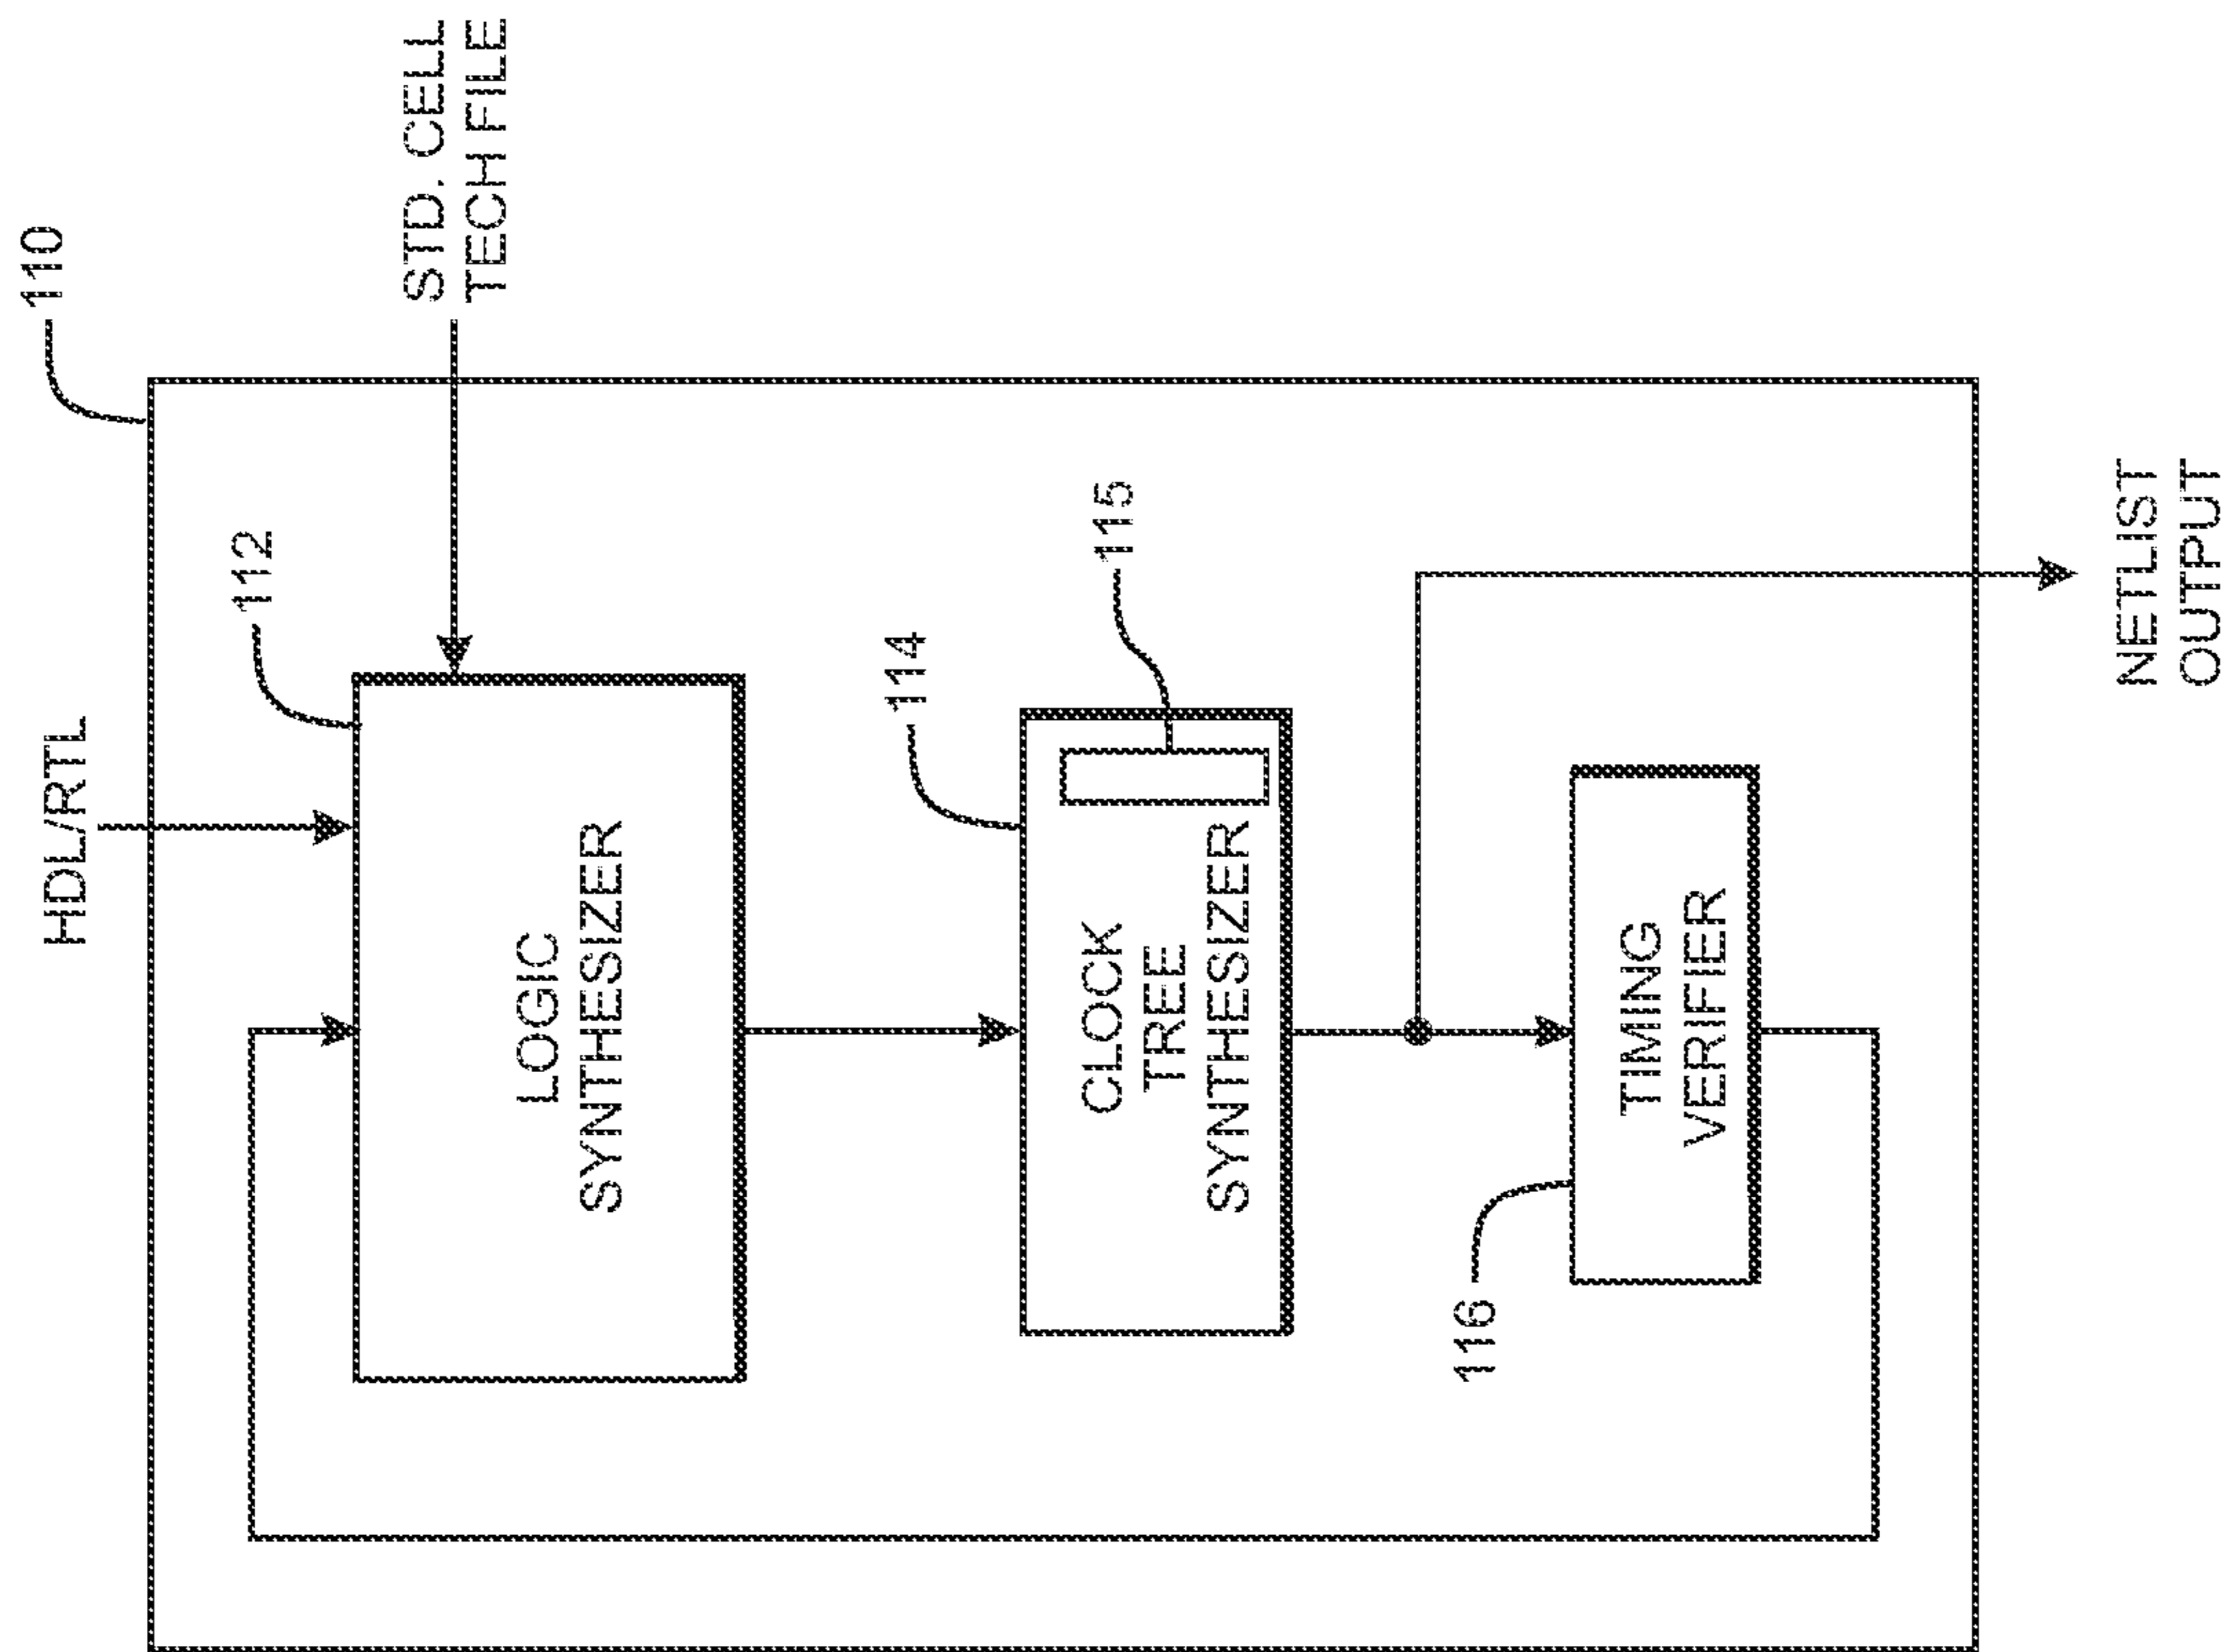 110
STD. CELL
TECH FILE
HDL/RTL
112
LOGIC
SYNTHESIZER
114
115
CLOCK
TREE
SYNTHESIZER
116
TIMING
VERIFIER
NETLIST
OUTPUT